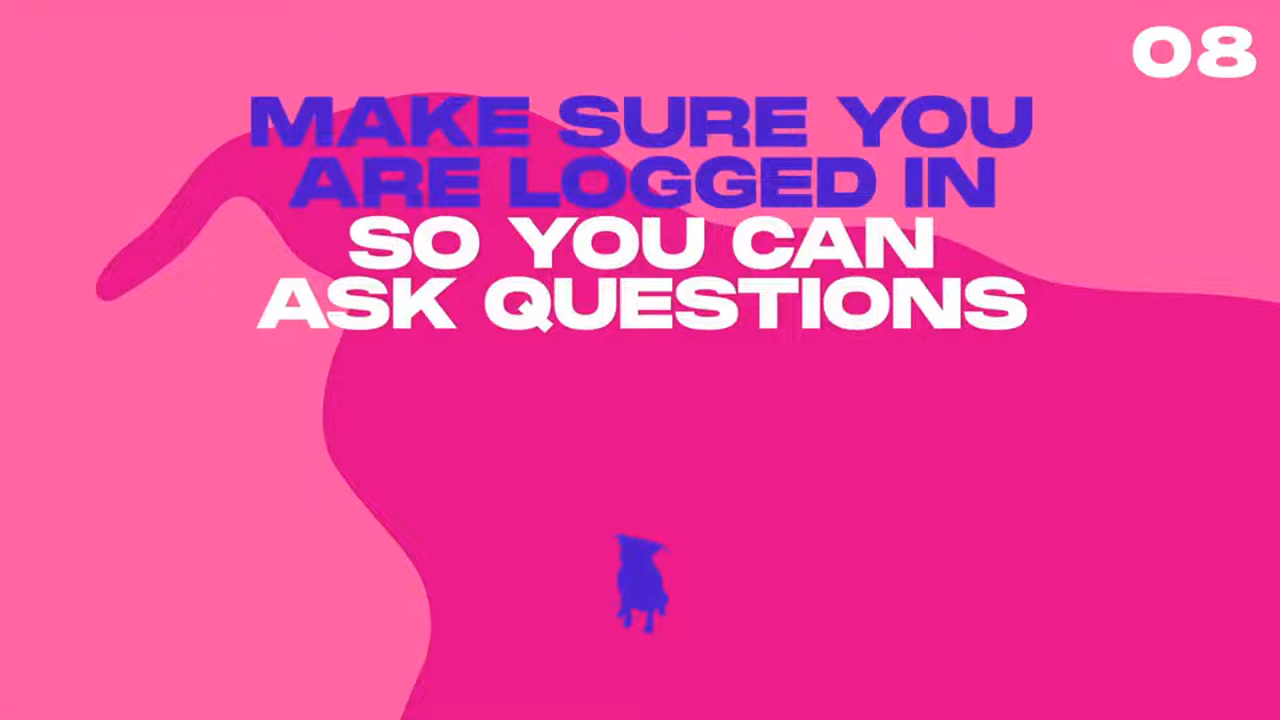 08
MAKE SURE YOU
ARE LOGGED IN
SO YOU CAN
ASK QUESTIONS